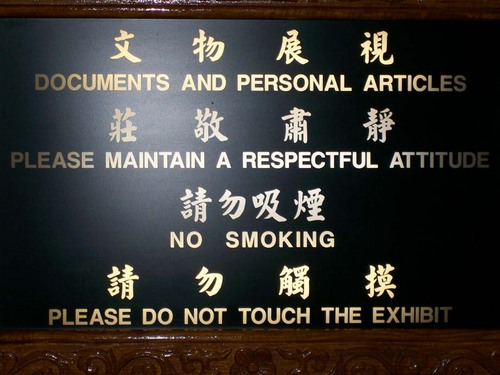 文物展視
DOCUMENTS AND PERSONAL ARTICLES
莊敬肅靜
PLEASE MAINTAIN A RESPECTFUL ATTITUDE
請勿吸煙
NO SMOKING
請勿觸摸
PLEASE DO NOT TOUCH THE EXHIBIT